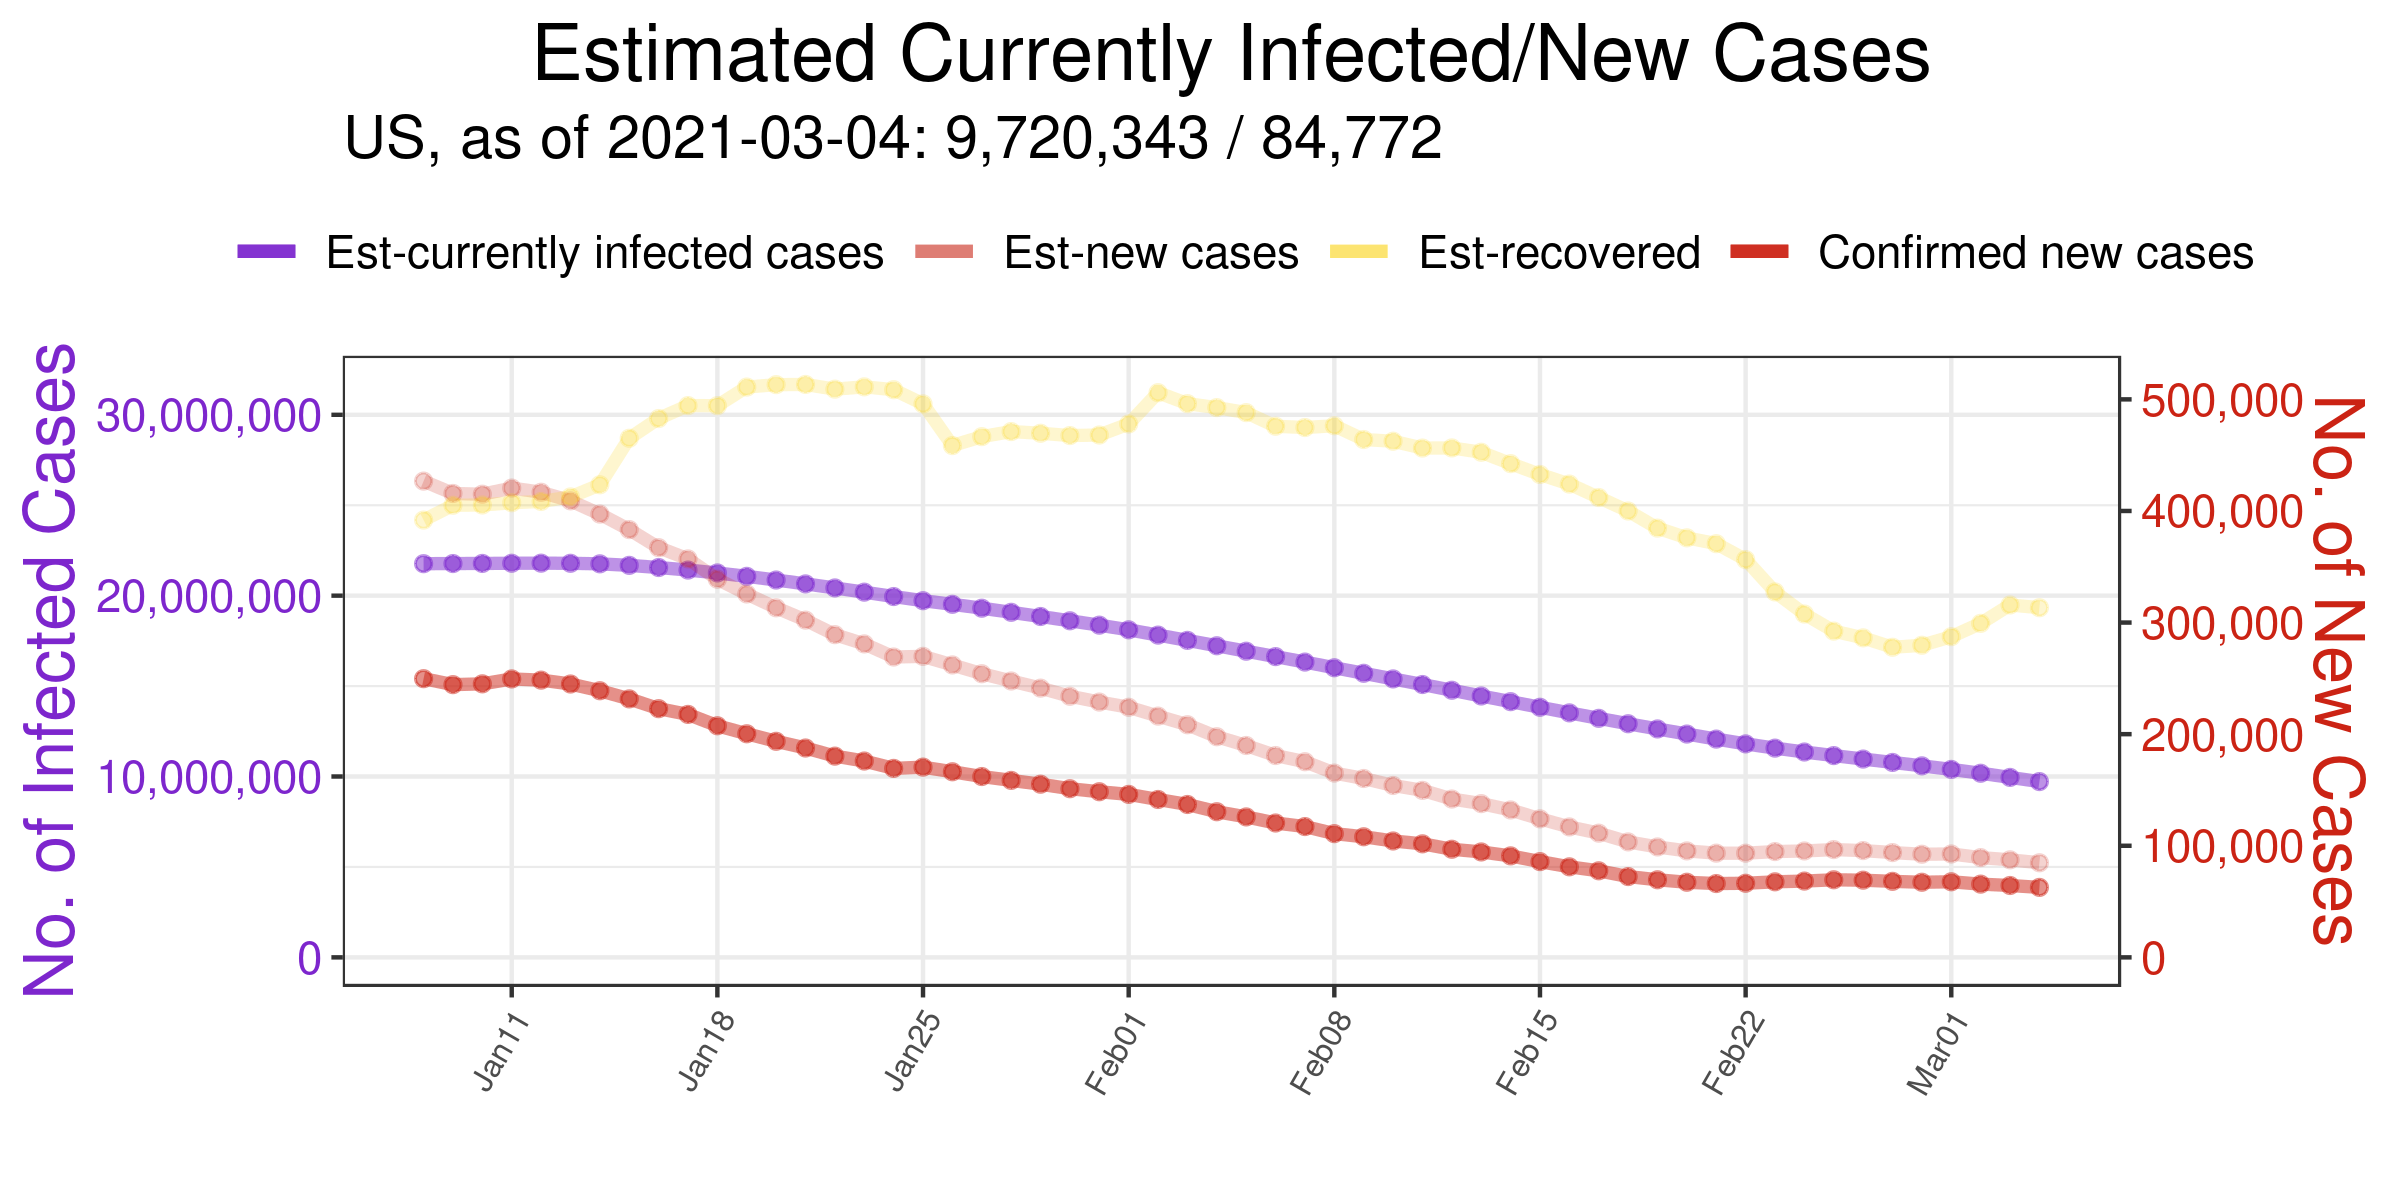 Estimated Currently Infected/New Cases
US, as of 2021-03-04: 9,720,343 / 84,772
Est-currently infected cases Est-new cases Est-recovered Confirmed new cases
No. of Infected Cases
30,000,000
20,000,000
10,000,000
0
500,000
400,000
300,000
200,000
100,000
0
No. of New Cases
Jan11 Jan18 Jan25 Feb01 Feb08 Feb15 Feb22 Mar01